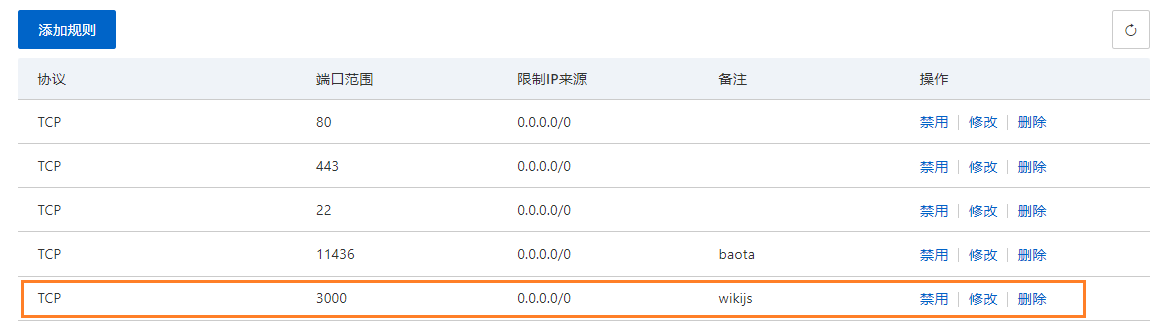 添加规则
协议 端口范围 限制IP来源 备注 操作
TCP 80 0.0.0.0/0 禁用 修改 删除
TCP 443 0.0.0.0/0 禁用 修改 删除
TCP 22 0.0.0.0/0 禁用 修改 删除
TCP 11436 0.0.0.0/0 baota 禁用 修改 删除
TCP 3000 0.0.0.0/0 wikijs 禁用 修改 删除